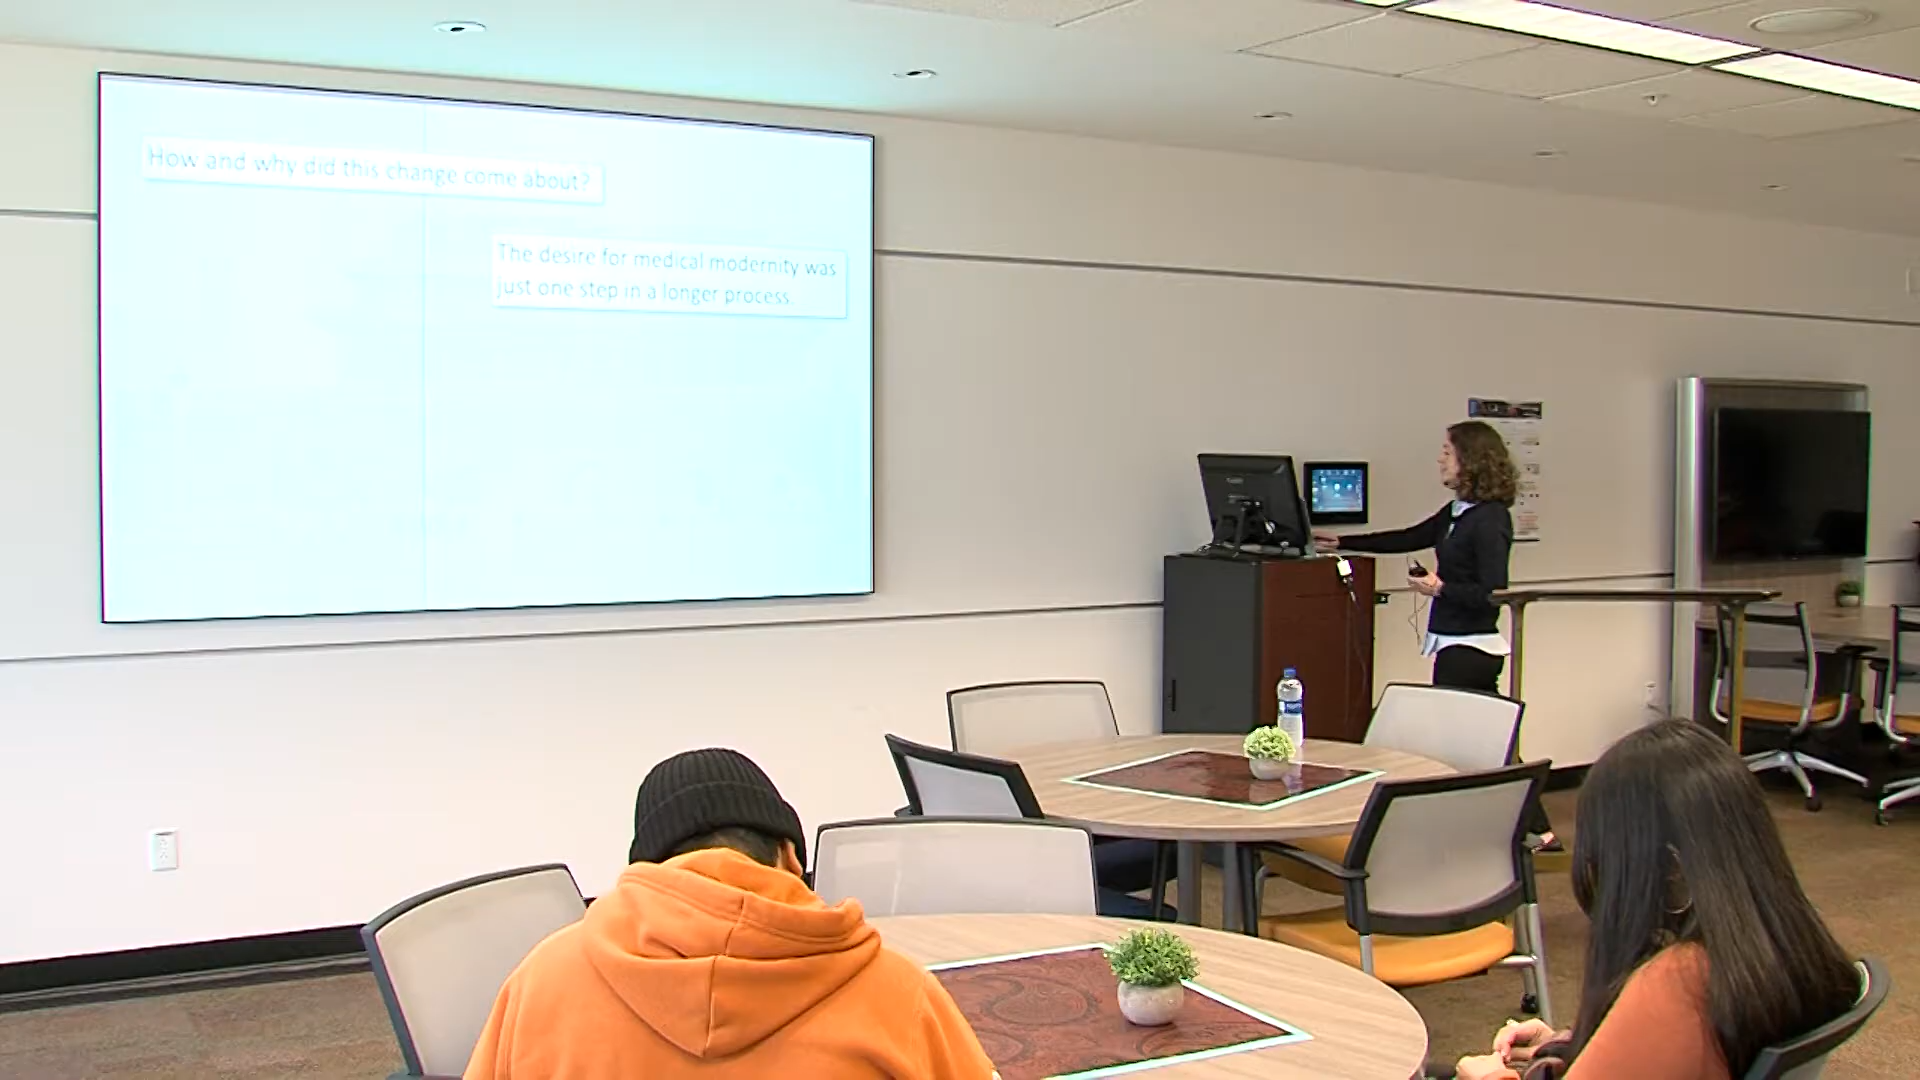 How and why did this change come about?
The desire for medical modernity was
just one step in a longer process.